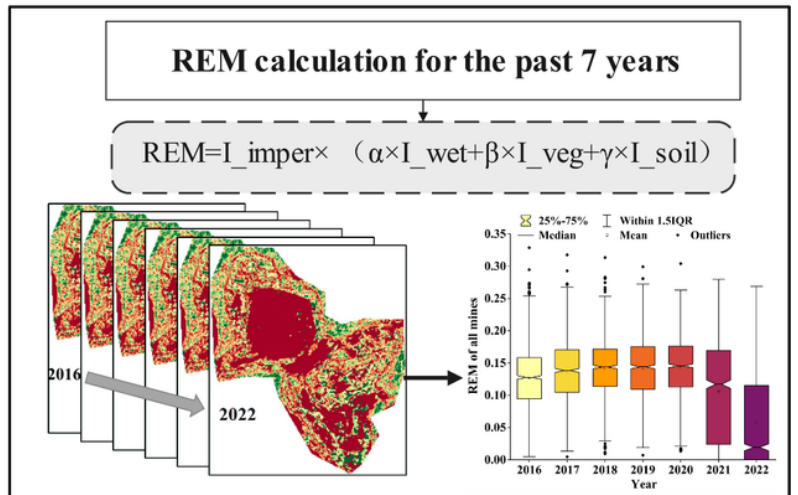 REM calculation for the past 7 years
REM=I_imper× （α×I_wet+β×I_veg+γ×I_soil）
2016
2022
25%-75% Within 1.5IQR
Median Mean Outliers
REM of all mines
0.35
0.30
0.25
0.20
0.15
0.10
0.05
0.00
2016 2017 2018 2019 2020 2021 2022
Year